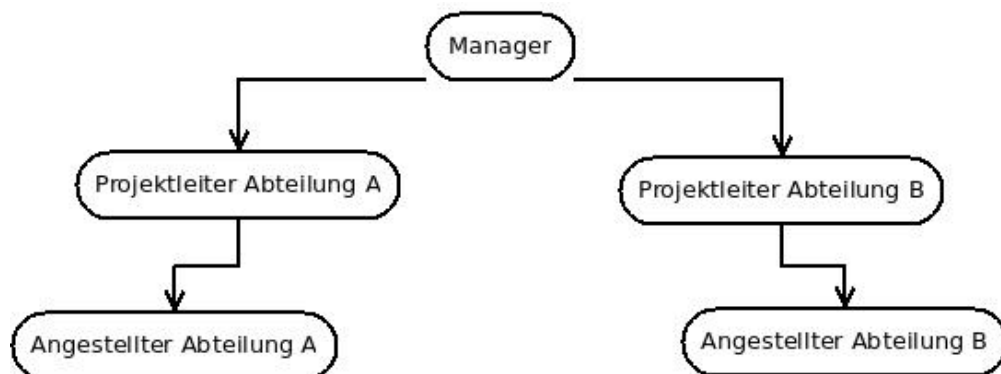 Manager
Projektleiter Abteilung A
Projektleiter Abteilung B
Angestellter Abteilung A
Angestellter Abteilung B